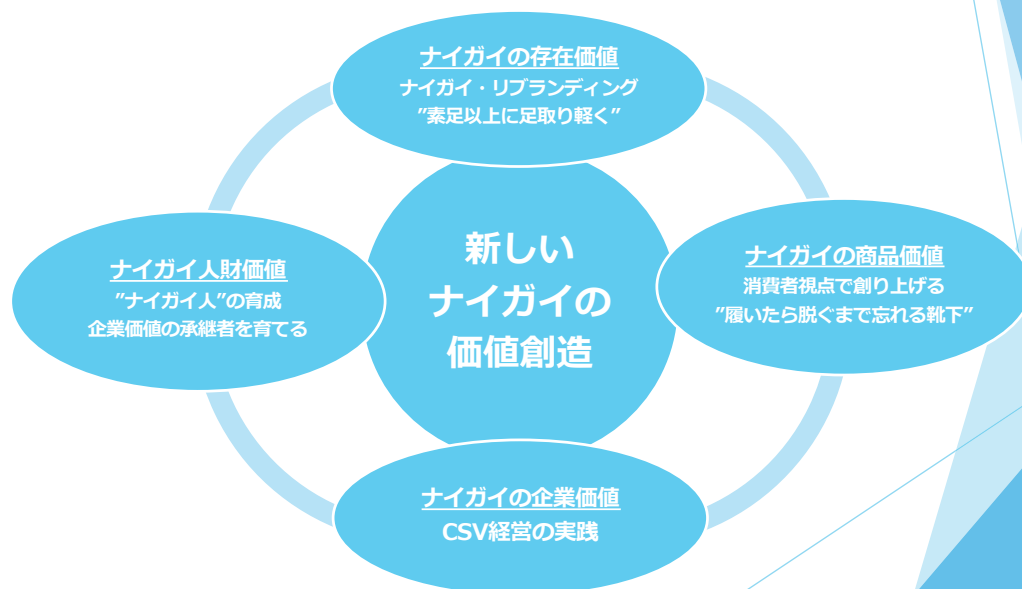 ナイガイの存在価値
ナイガイ・リブランディング
”素足以上に足取り軽く”
新しい
ナイガイの
価値創造
ナイガイ人財価値
”ナイガイ人”の育成
企業価値の承継者を育てる
ナイガイの商品価値
消費者視点で創り上げる
”履いたら脱ぐまで忘れる靴下”
ナイガイの企業価値
CSV経営の実践